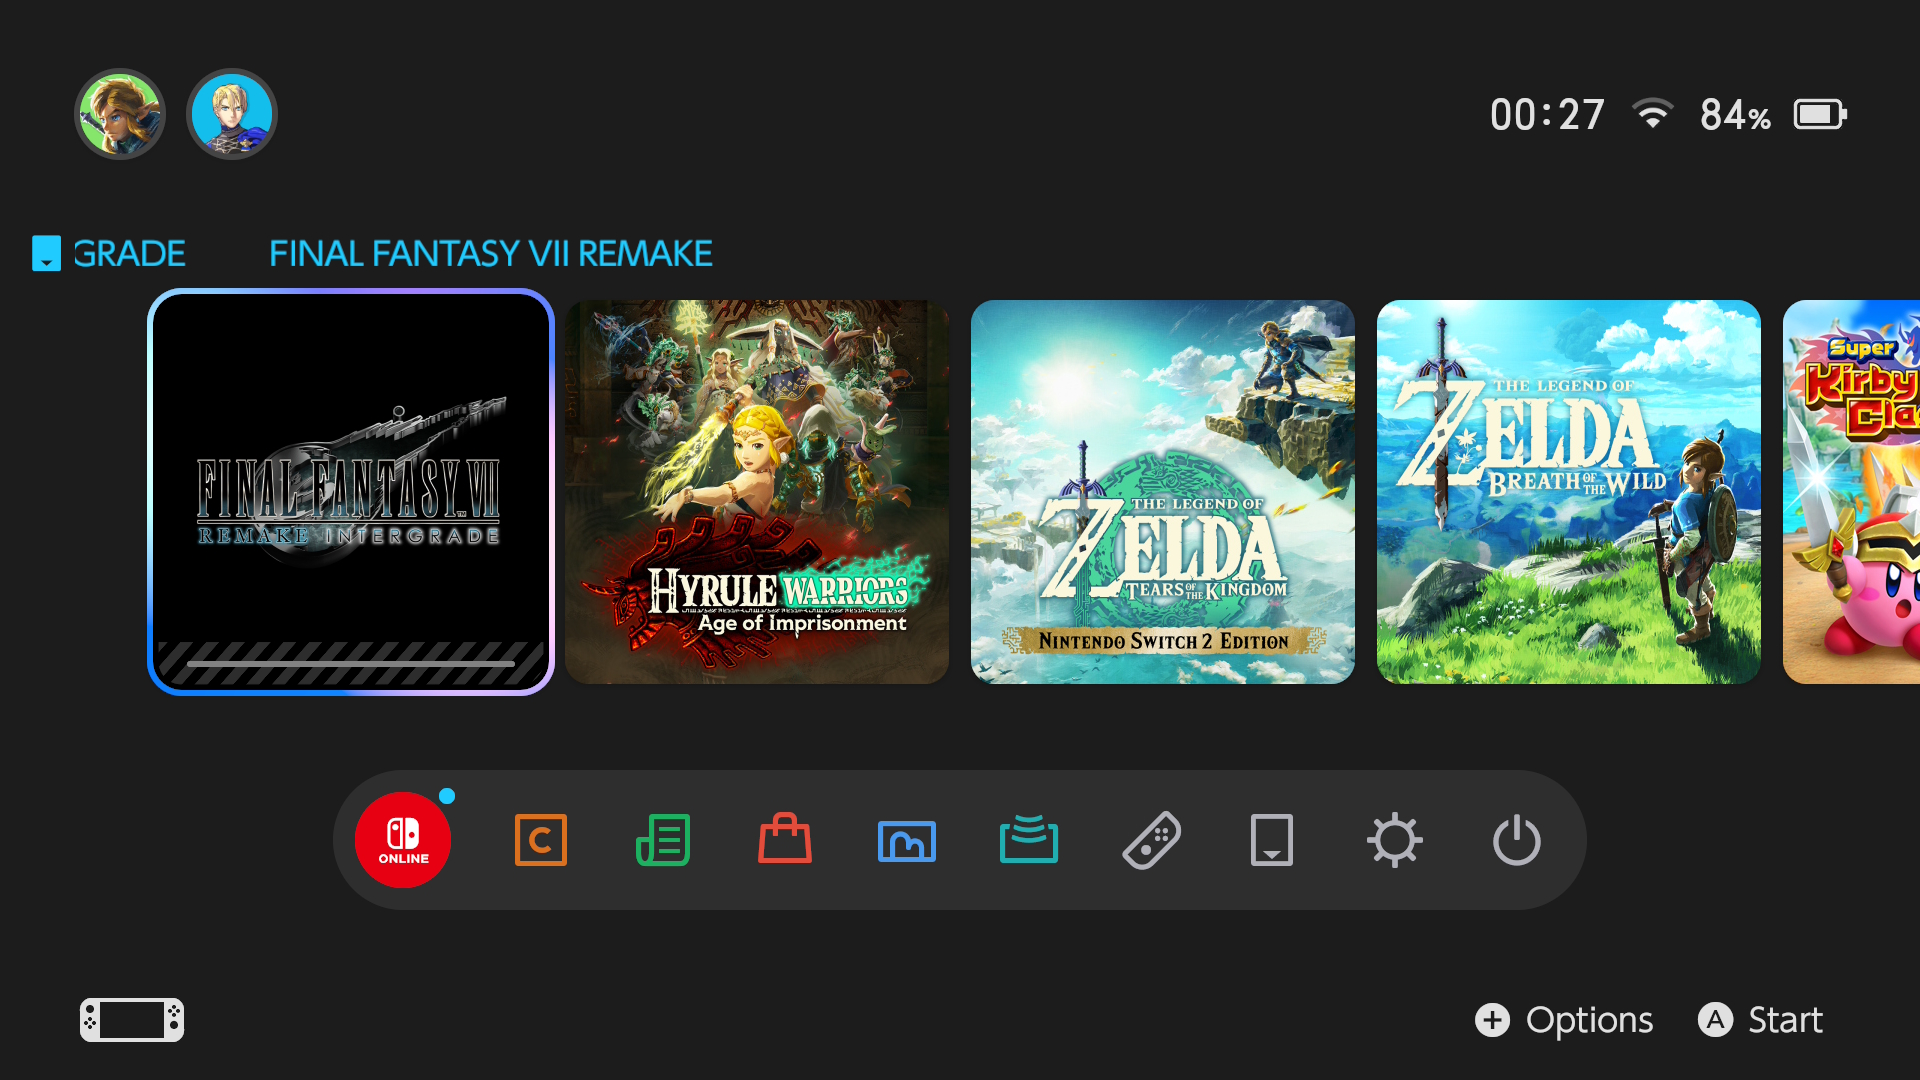 00:27 84%
GRADE FINAL FANTASY VII REMAKE
FINAL FANTASY VII
REMAKE INTERGRADE
HYRULE WARRIORS
Age of Imprisonment
THE LEGEND OF
ZELDA
TEARS OF THE KINGDOM
NINTENDO SWITCH 2 EDITION
THE LEGEND OF
ZELDA
BREATH OF THE WILD
Super
Kirby
ONLINE
C
+ Options A Start